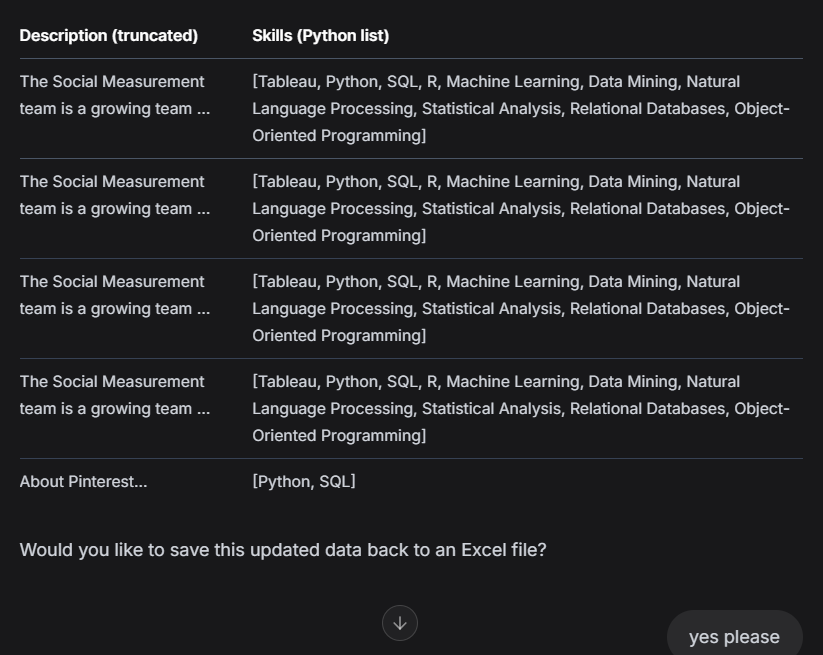 Description (truncated) Skills (Python list)
The Social Measurement [Tableau, Python, SQL, R, Machine Learning, Data Mining, Natural
team is a growing team ... Language Processing, Statistical Analysis, Relational Databases, Object-
Oriented Programming]
The Social Measurement [Tableau, Python, SQL, R, Machine Learning, Data Mining, Natural
team is a growing team ... Language Processing, Statistical Analysis, Relational Databases, Object-
Oriented Programming]
The Social Measurement [Tableau, Python, SQL, R, Machine Learning, Data Mining, Natural
team is a growing team ... Language Processing, Statistical Analysis, Relational Databases, Object-
Oriented Programming]
The Social Measurement [Tableau, Python, SQL, R, Machine Learning, Data Mining, Natural
team is a growing team ... Language Processing, Statistical Analysis, Relational Databases, Object-
Oriented Programming]
About Pinterest... [Python, SQL]
Would you like to save this updated data back to an Excel file?
yes please